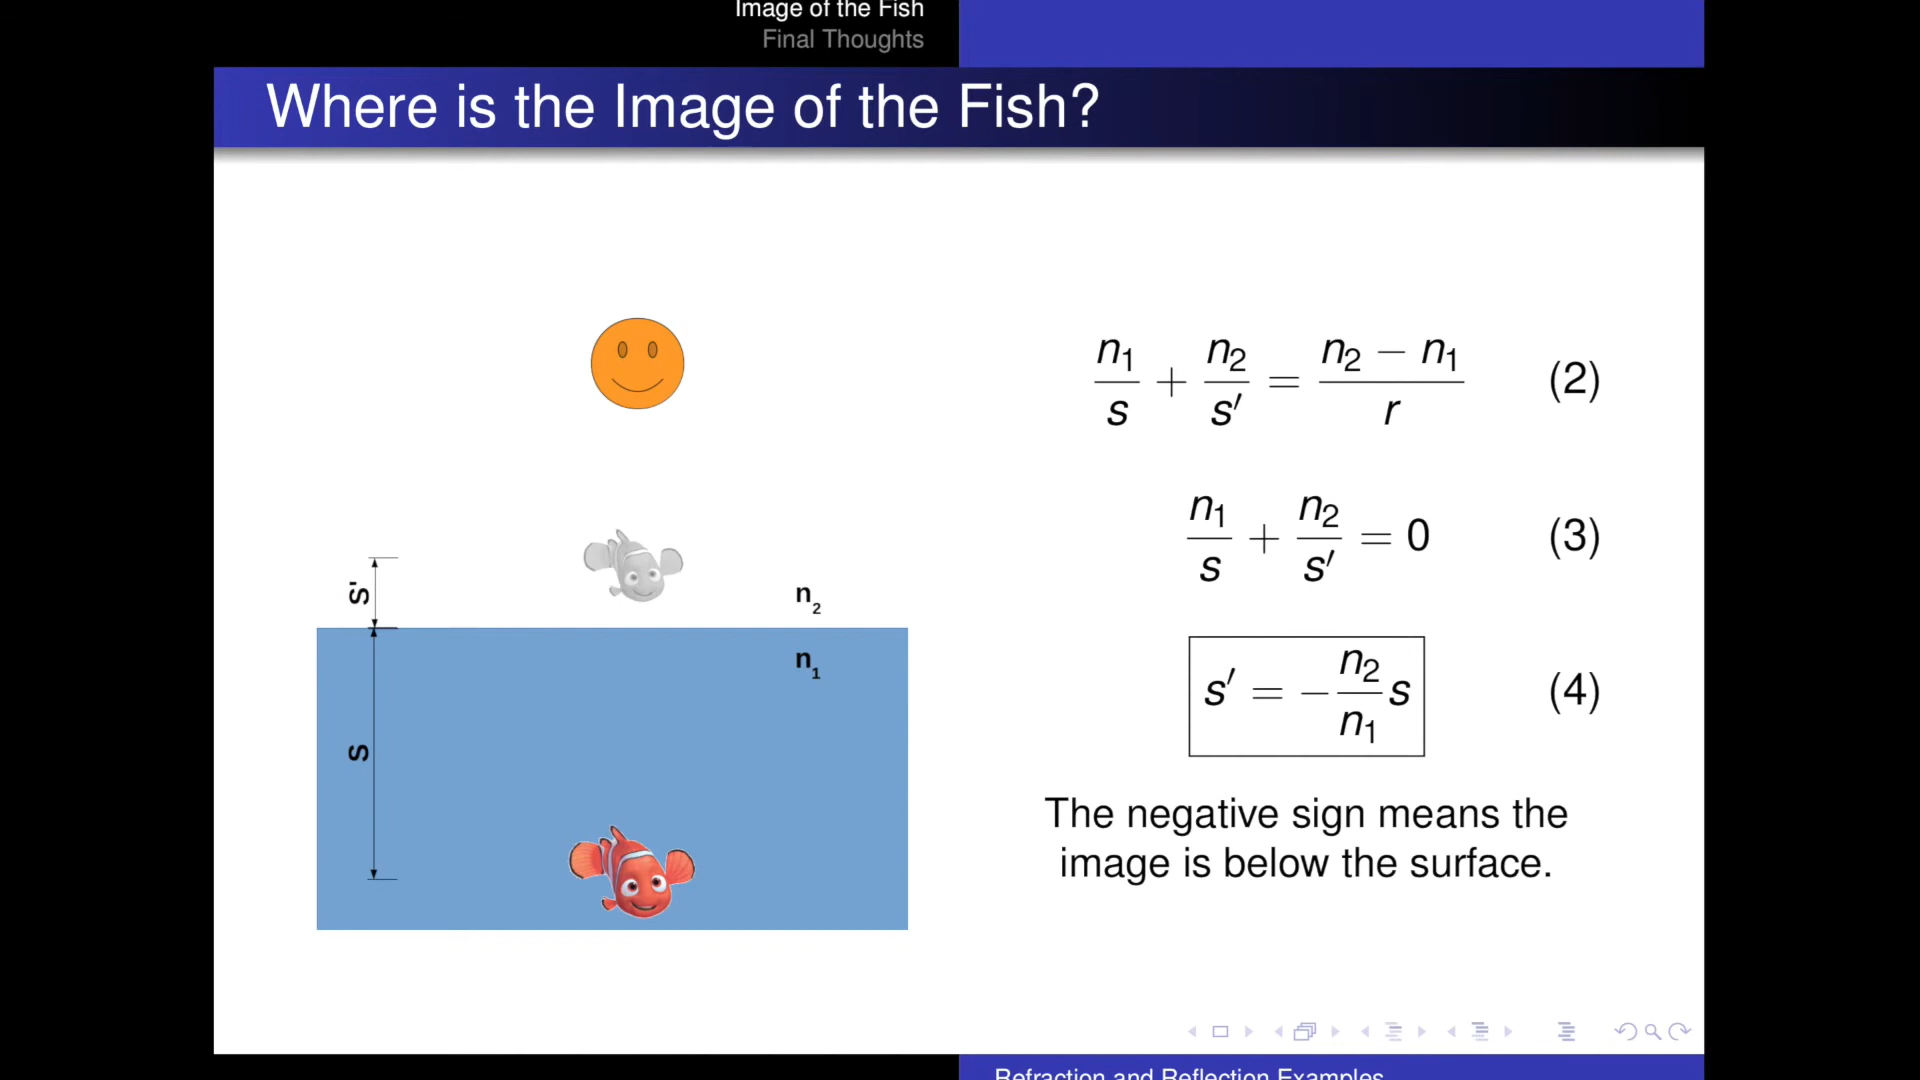 Image of the Fish
Final Thoughts
Where is the Image of the Fish?
n₁/s + n₂/s′ = (n₂ − n₁)/r (2)
n₁/s + n₂/s′ = 0 (3)
s′ = −(n₂/n₁)s (4)
The negative sign means the
image is below the surface.
s'
n₂
n₁
s
Refraction and Reflection Examples